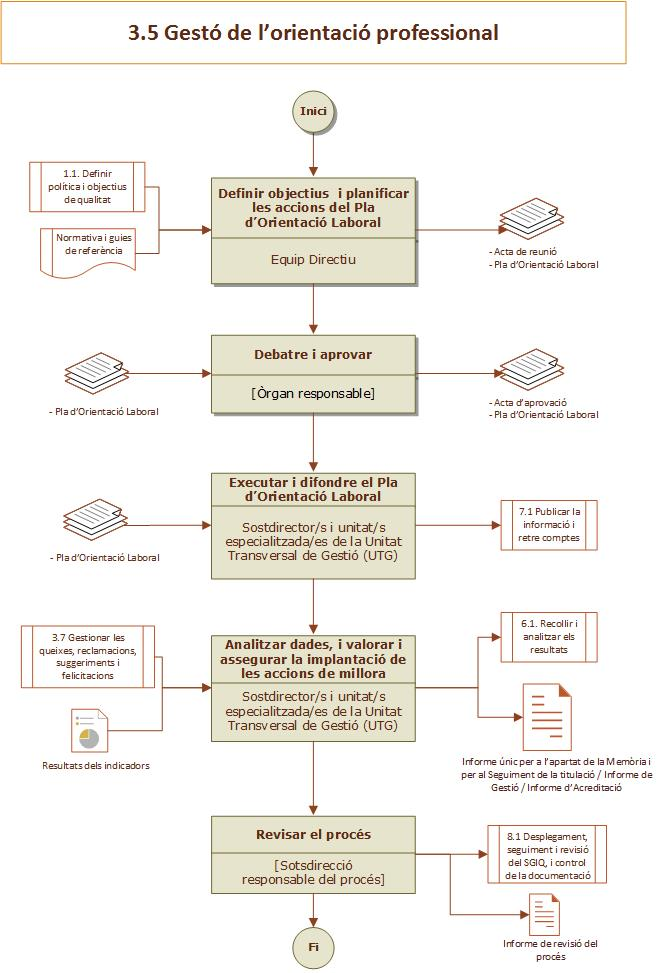 3.5 Gestó de l’orientació professional
Inici
1.1. Definir
política i objectius
de qualitat
Normativa i guies
de referència
Definir objectius i planificar
les accions del Pla
d’Orientació Laboral
Equip Directiu
- Acta de reunió
- Pla d’Orientació Laboral
- Pla d’Orientació Laboral
Debatre i aprovar
[Òrgan responsable]
- Acta d’aprovació
- Pla d’Orientació Laboral
- Pla d’Orientació Laboral
Executar i difondre el Pla
d’Orientació Laboral
Sostdirector/s i unitat/s
especialitzada/es de la Unitat
Transversal de Gestió (UTG)
7.1 Publicar la
informació i
retre comptes
3.7 Gestionar les
queixes, reclamacions,
suggeriments i
felicitacions
Resultats dels indicadors
Analitzar dades, i valorar i
assegurar la implantació de
les accions de millora
Sostdirector/s i unitat/s
especialitzada/es de la Unitat
Transversal de Gestió (UTG)
6.1. Recollir i
analitzar els
resultats
Informe únic per a l’apartat de la Memòria i
per al Seguiment de la titulació / Informe de
Gestió / Informe d’Acreditació
Revisar el procés
[Sotsdirecció
responsable del procés]
8.1 Desplegament,
seguiment i revisió
del SGIQ, i control
de la documentació
Informe de revisió del
procés
Fi